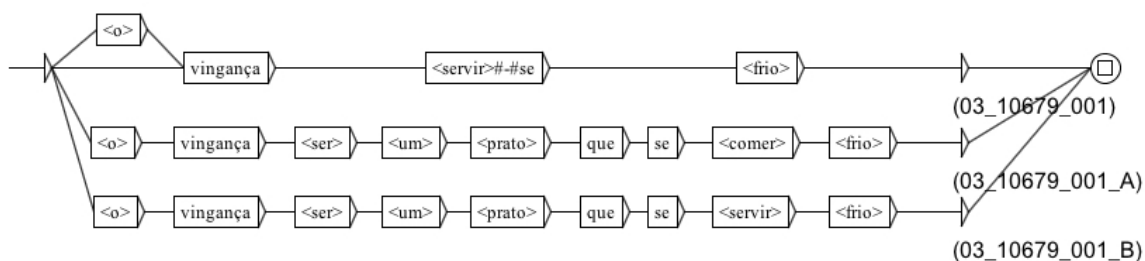 <o>
vingança <servir>#-#se <frio>
(03_10679_001)
<o> vingança <ser> <um> <prato> que se <comer> <frio>
(03_10679_001_A)
<o> vingança <ser> <um> <prato> que se <servir> <frio>
(03_10679_001_B)